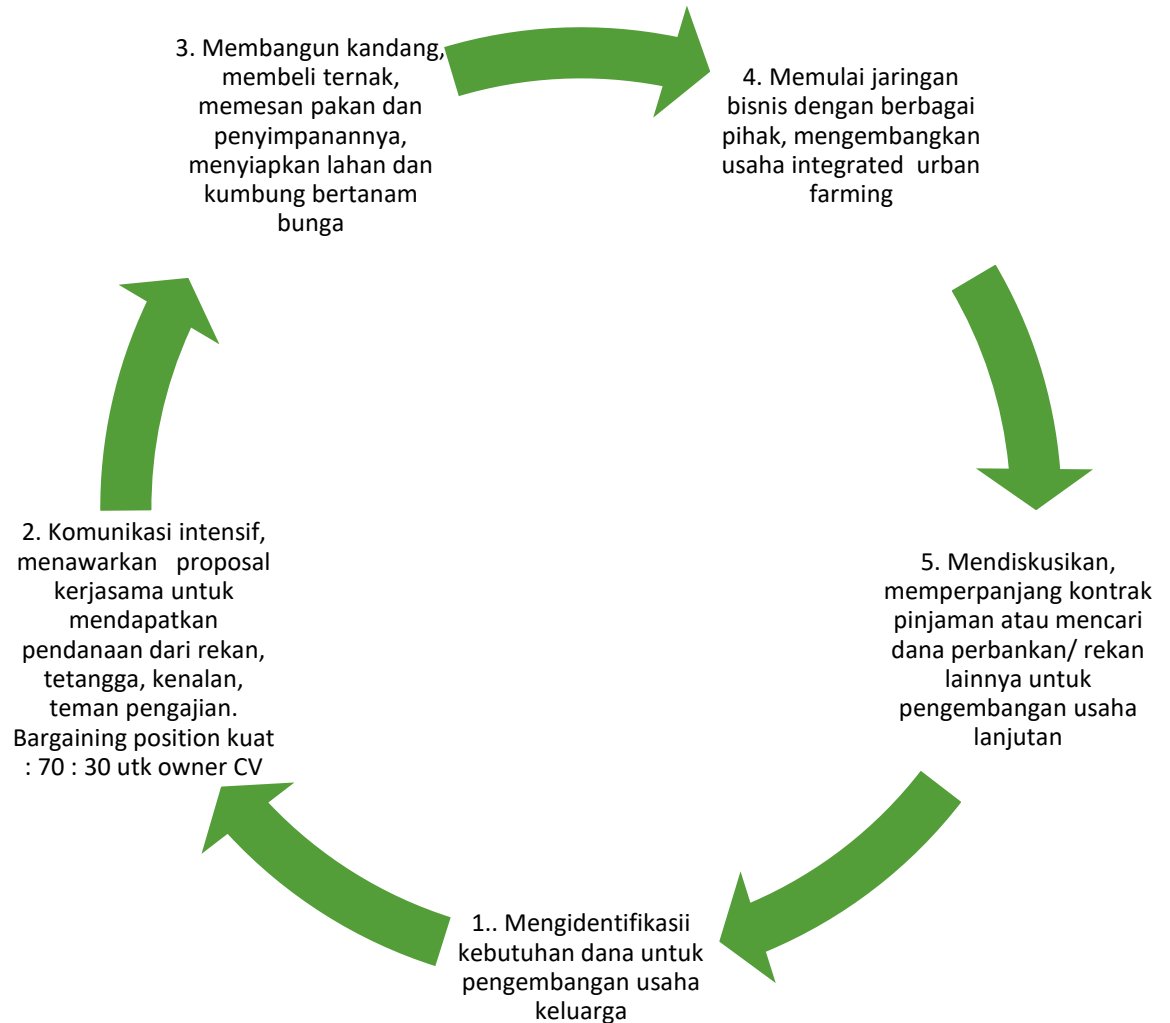 3. Membangun kandang,
membeli ternak,
memesan pakan dan
penyimpanannya,
menyiapkan lahan dan
kumbung bertanam
bunga
4. Memulai jaringan
bisnis dengan berbagai
pihak, mengembangkan
usaha integrated  urban
farming
2. Komunikasi intensif,
menawarkan   proposal
kerjasama untuk
mendapatkan
pendanaan dari rekan,
tetangga, kenalan,
teman pengajian.
Bargaining position kuat
: 70 : 30 utk owner CV
5. Mendiskusikan,
memperpanjang kontrak
pinjaman atau mencari
dana perbankan/ rekan
lainnya untuk
pengembangan usaha
lanjutan
1.. Mengidentifikasii
kebutuhan dana untuk
pengembangan usaha
keluarga